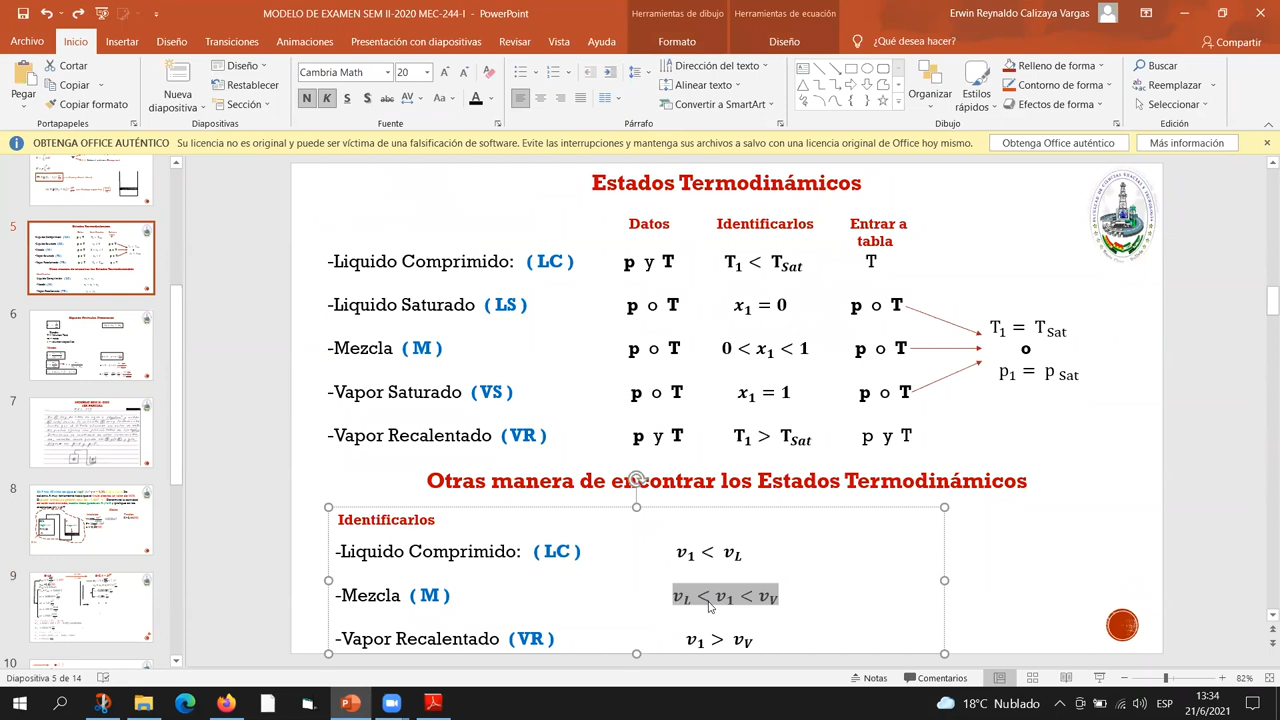 MODELO DE EXAMEN SEM II-2020 MEC-244-I - PowerPoint
Herramientas de dibujo
Herramientas de ecuación
Erwin Reynaldo Calizaya Vargas
Archivo
Inicio
Insertar
Diseño
Transiciones
Animaciones
Presentación con diapositivas
Revisar
Vista
Ayuda
Formato
Diseño
¿Qué desea hacer?
Compartir
Pegar
Cortar
Copiar
Copiar formato
Nueva diapositiva
Diseño
Restablecer
Sección
Cambria Math
20
Dirección del texto
Alinear texto
Convertir a SmartArt
Organizar
Estilos rápidos
Relleno de forma
Contorno de forma
Efectos de forma
Buscar
Reemplazar
Seleccionar
Portapapeles
Diapositivas
Fuente
Párrafo
Dibujo
Edición
OBTENGA OFFICE AUTÉNTICO
Su licencia no es original y puede ser víctima de una falsificación de software. Evite las interrupciones y mantenga sus archivos a salvo con una licencia original de Office hoy mismo.
Obtenga Office auténtico
Más información
5
6
7
8
9
10
Estados Termodinámicos
Datos Identificarlos Entrar a tabla
-Liquido Comprimido: ( LC ) p y T T₁ < T_Sat T
-Liquido Saturado ( LS ) p o T x₁ = 0 p o T
-Mezcla ( M ) p o T 0 < x₁ < 1 p o T
-Vapor Saturado ( VS ) p o T x₁ = 1 p o T
-Vapor Recalentado ( VR ) p y T T₁ > T_Sat p y T
T₁ = T_Sat
o
p₁ = p_Sat
Otras manera de encontrar los Estados Termodinámicos
Identificarlos
-Liquido Comprimido: ( LC ) v₁ < v_L
-Mezcla ( M ) v_L < v₁ < v_V
-Vapor Recalentado ( VR ) v₁ > v_V
Diapositiva 5 de 14
Notas
Comentarios
82%
18°C Nublado
ESP
13:34
21/6/2021